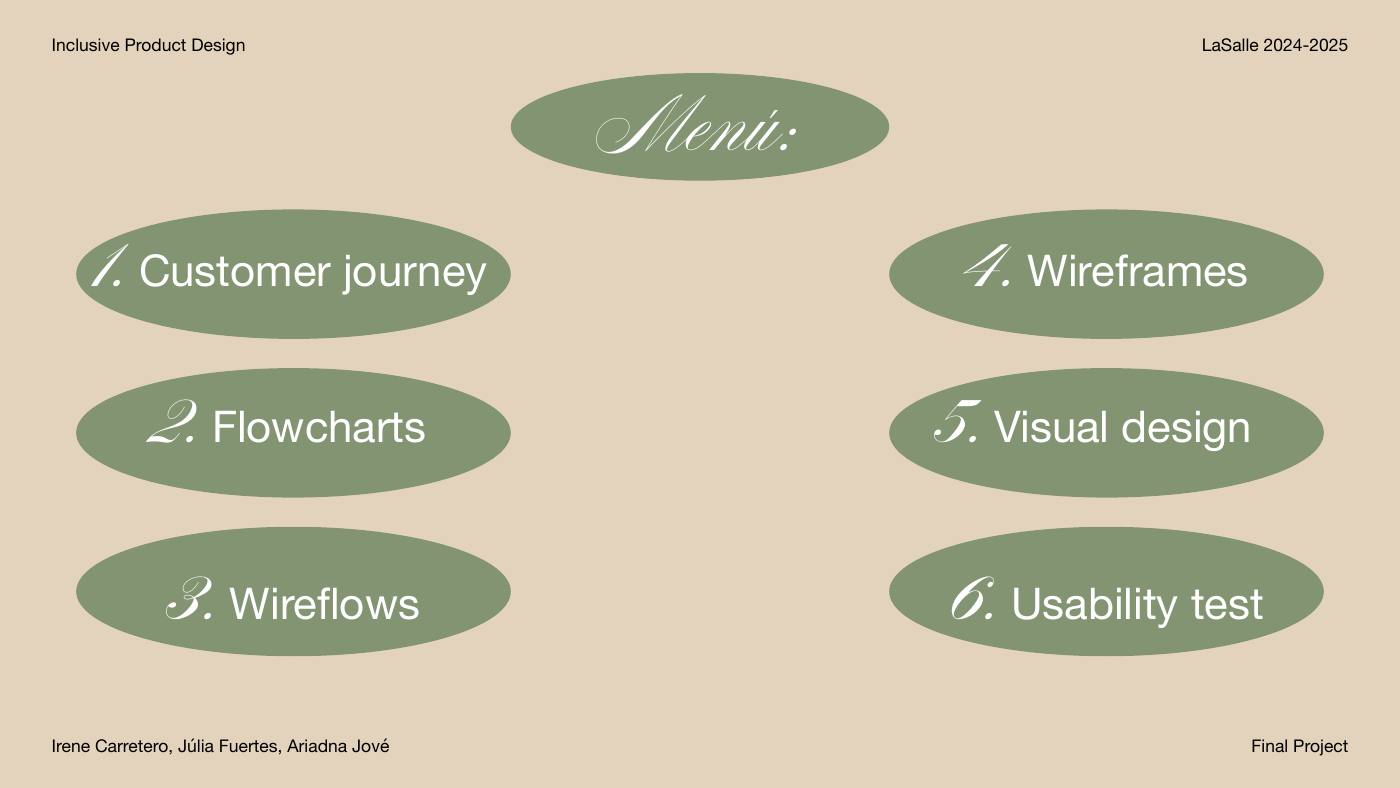 Inclusive Product Design
LaSalle 2024-2025
Menú:
1. Customer journey
2. Flowcharts
3. Wireflows
4. Wireframes
5. Visual design
6. Usability test
Irene Carretero, Júlia Fuertes, Ariadna Jové
Final Project